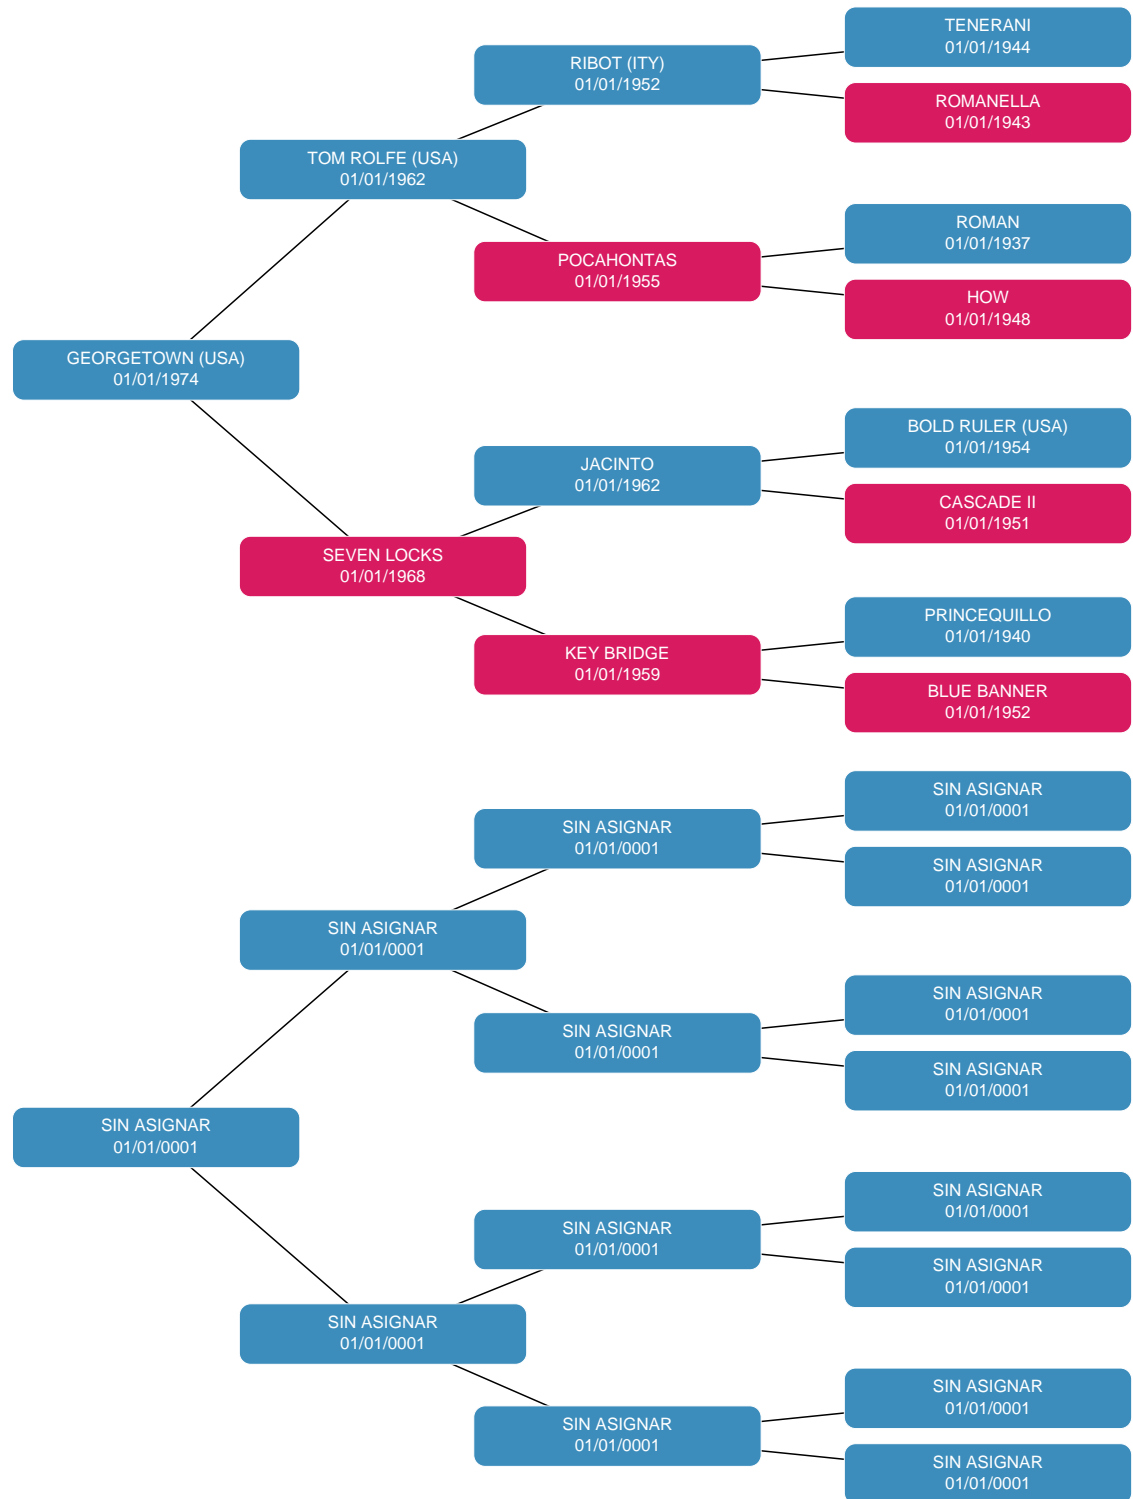 TENERANI
01/01/1944
RIBOT (ITY)
01/01/1952
ROMANELLA
01/01/1943
TOM ROLFE (USA)
01/01/1962
ROMAN
01/01/1937
POCAHONTAS
01/01/1955
HOW
01/01/1948
GEORGETOWN (USA)
01/01/1974
BOLD RULER (USA)
01/01/1954
JACINTO
01/01/1962
CASCADE II
01/01/1951
SEVEN LOCKS
01/01/1968
PRINCEQUILLO
01/01/1940
KEY BRIDGE
01/01/1959
BLUE BANNER
01/01/1952
SIN ASIGNAR
01/01/0001
SIN ASIGNAR
01/01/0001
SIN ASIGNAR
01/01/0001
SIN ASIGNAR
01/01/0001
SIN ASIGNAR
01/01/0001
SIN ASIGNAR
01/01/0001
SIN ASIGNAR
01/01/0001
SIN ASIGNAR
01/01/0001
SIN ASIGNAR
01/01/0001
SIN ASIGNAR
01/01/0001
SIN ASIGNAR
01/01/0001
SIN ASIGNAR
01/01/0001
SIN ASIGNAR
01/01/0001
SIN ASIGNAR
01/01/0001
SIN ASIGNAR
01/01/0001